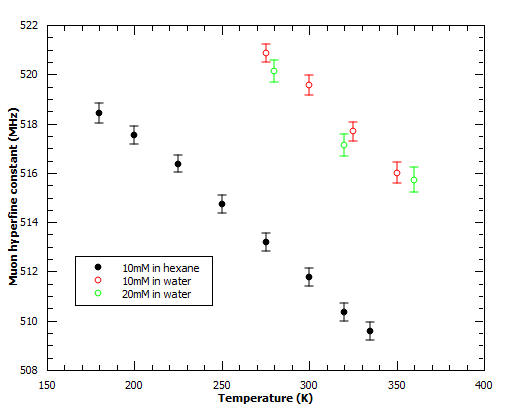 522
520
518
516
514
512
510
508
Muon hyperfine constant (MHz)
10mM in hexane
10mM in water
20mM in water
150 200 250 300 350 400
Temperature (K)